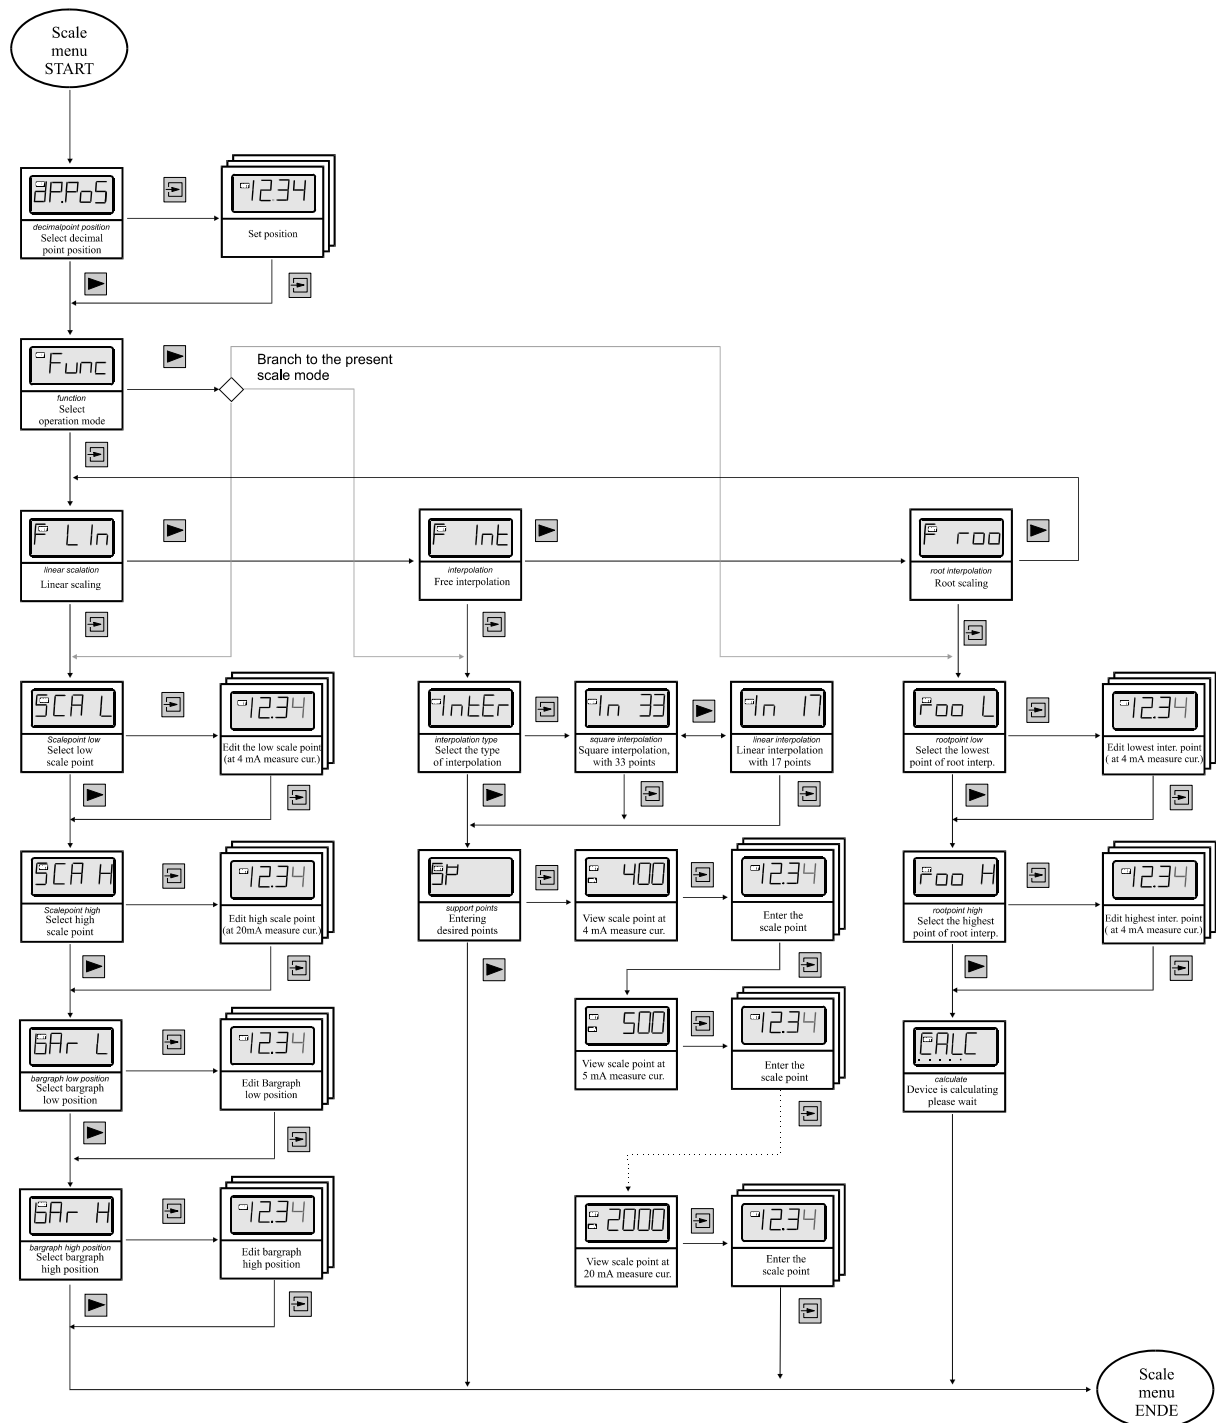 Scale
menu
START
dP.PoS
decimalpoint position
Select decimal
point position
12.34
Set position
Func
function
Select
operation mode
Branch to the present
scale mode
F LIn
linear scalation
Linear scaling
F Int
interpolation
Free interpolation
F roo
root interpolation
Root scaling
SCA L
Scalepoint low
Select low
scale point
12.34
Edit the low scale point
(at 4 mA measure cur.)
IntEr
interpolation type
Select the type
of interpolation
In 33
square interpolation
Square interpolation,
with 33 points
In 17
linear interpolation
Linear interpolation
with 17 points
roo L
rootpoint low
Select the lowest
point of root interp.
12.34
Edit lowest inter. point
( at 4 mA measure cur.)
SCA H
Scalepoint high
Select high
scale point
12.34
Edit high scale point
(at 20mA measure cur.)
SP
support points
Entering
desired points
400
View scale point at
4 mA measure cur.
12.34
Enter the
scale point
roo H
rootpoint high
Select the highest
point of root interp.
12.34
Edit highest inter. point
( at 4 mA measure cur.)
bAr L
bargraph low position
Select bargraph
low position
12.34
Edit Bargraph
low position
500
View scale point at
5 mA measure cur.
12.34
Enter the
scale point
CALC
calculate
Device is calculating
please wait
bAr H
bargraph high position
Select bargraph
high position
12.34
Edit bargraph
high position
2000
View scale point at
20 mA measure cur.
12.34
Enter the
scale point
Scale
menu
ENDE